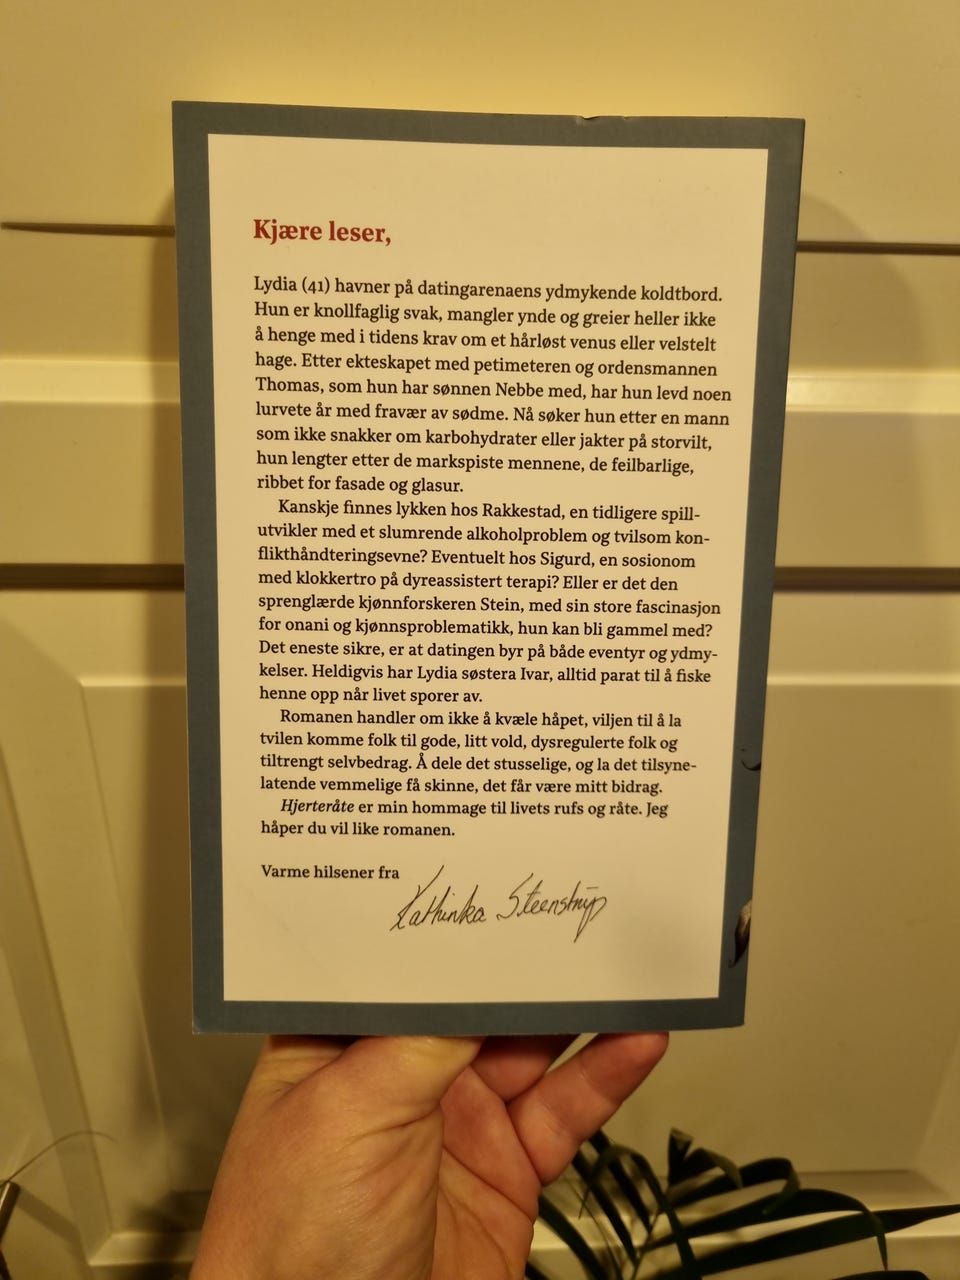 Kjære leser,
Lydia (41) havner på datingarenaens ydmykende koldtbord.
Hun er knollfaglig svak, mangler ynde og greier heller ikke
å henge med i tidens krav om et hårløst venus eller velstelt
hage. Etter ekteskapet med petimeteren og ordensmannen
Thomas, som hun har sønnen Nebbe med, har hun levd noen
lurvete år med fravær av sødme. Nå søker hun etter en mann
som ikke snakker om karbohydrater eller jakter på storvilt,
hun lengter etter de markspiste mennene, de feilbarlige,
ribbet for fasade og glasur.
Kanskje finnes lykken hos Rakkestad, en tidligere spill-
utvikler med et slumrende alkoholproblem og tvilsom kon-
flikthåndteringsevne? Eventuelt hos Sigurd, en sosionom
med klokkertro på dyreassistert terapi? Eller er det den
sprenglærde kjønnforskeren Stein, med sin store fascinasjon
for onani og kjønnsproblematikk, hun kan bli gammel med?
Det eneste sikre, er at datingen byr på både eventyr og ydmy-
kelser. Heldigvis har Lydia søstera Ivar, alltid parat til å fiske
henne opp når livet sporer av.
Romanen handler om ikke å kvæle håpet, viljen til å la
tvilen komme folk til gode, litt vold, dysregulerte folk og
tiltrengt selvbedrag. Å dele det stusselige, og la det tilsyne-
latende vemmelige få skinne, det får være mitt bidrag.
Hjerteråte er min hommage til livets rufs og råte. Jeg
håper du vil like romanen.
Varme hilsener fra
Kathinka Steenstrup